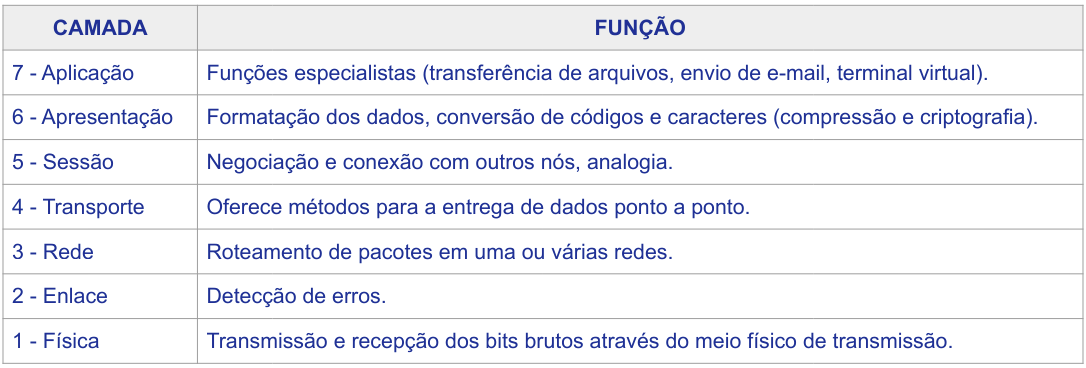 CAMADA FUNÇÃO
7 - Aplicação Funções especialistas (transferência de arquivos, envio de e-mail, terminal virtual).
6 - Apresentação Formatação dos dados, conversão de códigos e caracteres (compressão e criptografia).
5 - Sessão Negociação e conexão com outros nós, analogia.
4 - Transporte Oferece métodos para a entrega de dados ponto a ponto.
3 - Rede Roteamento de pacotes em uma ou várias redes.
2 - Enlace Detecção de erros.
1 - Física Transmissão e recepção dos bits brutos através do meio físico de transmissão.